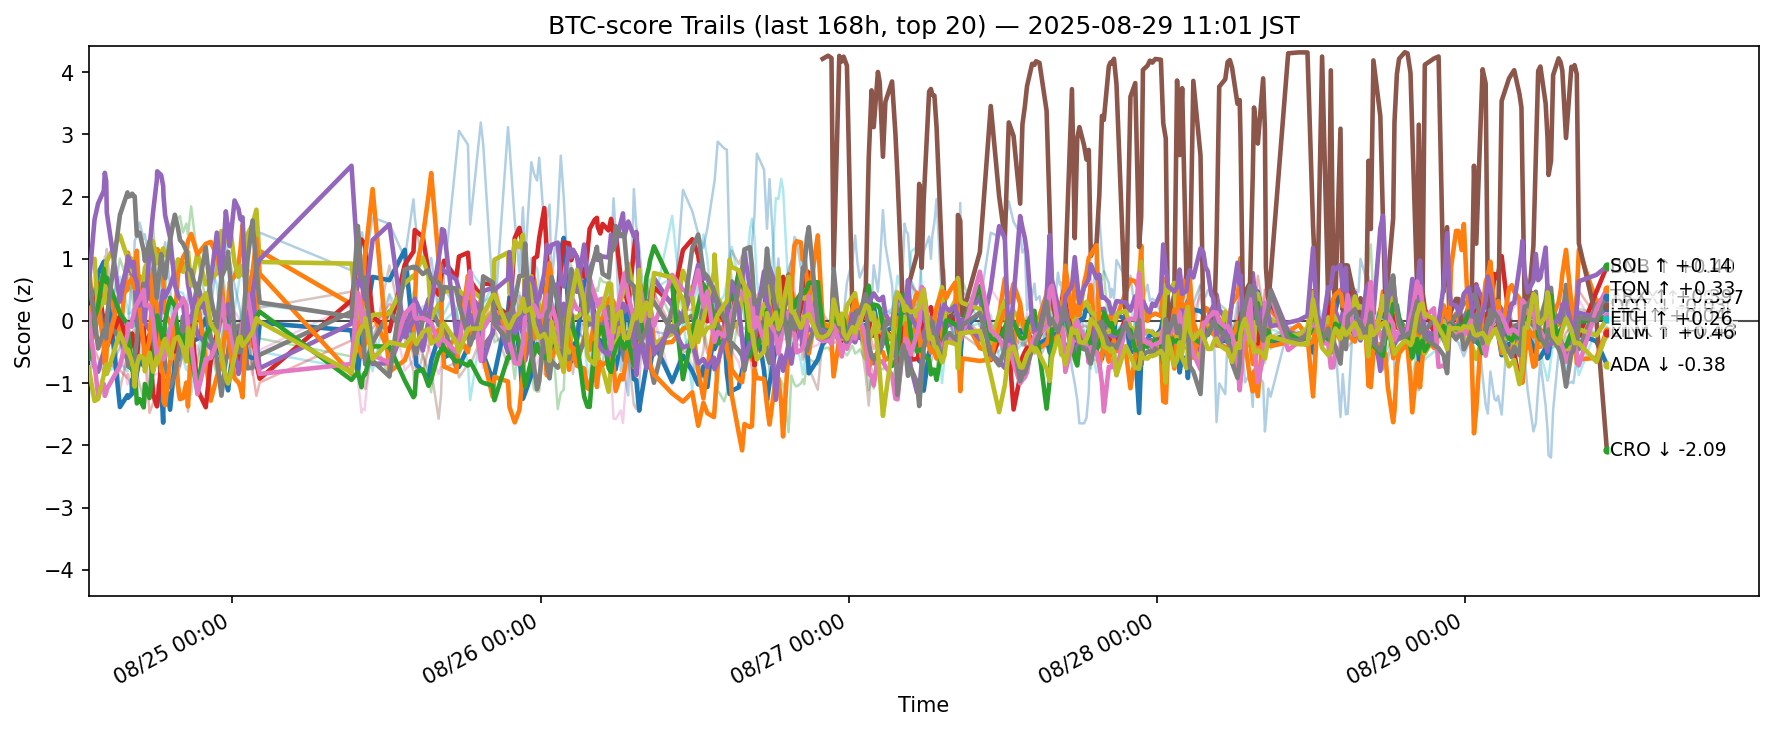 BTC-score Trails (last 168h, top 20) — 2025-08-29 11:01 JST
Score (z)
4
3
2
1
0
−1
−2
−3
−4
SOL ↑ +0.14
TON ↑ +0.33
ETH ↑ +0.26
XLM ↑ +0.46
ADA ↓ -0.38
CRO ↓ -2.09
08/25 00:00
08/26 00:00
08/27 00:00
08/28 00:00
08/29 00:00
Time